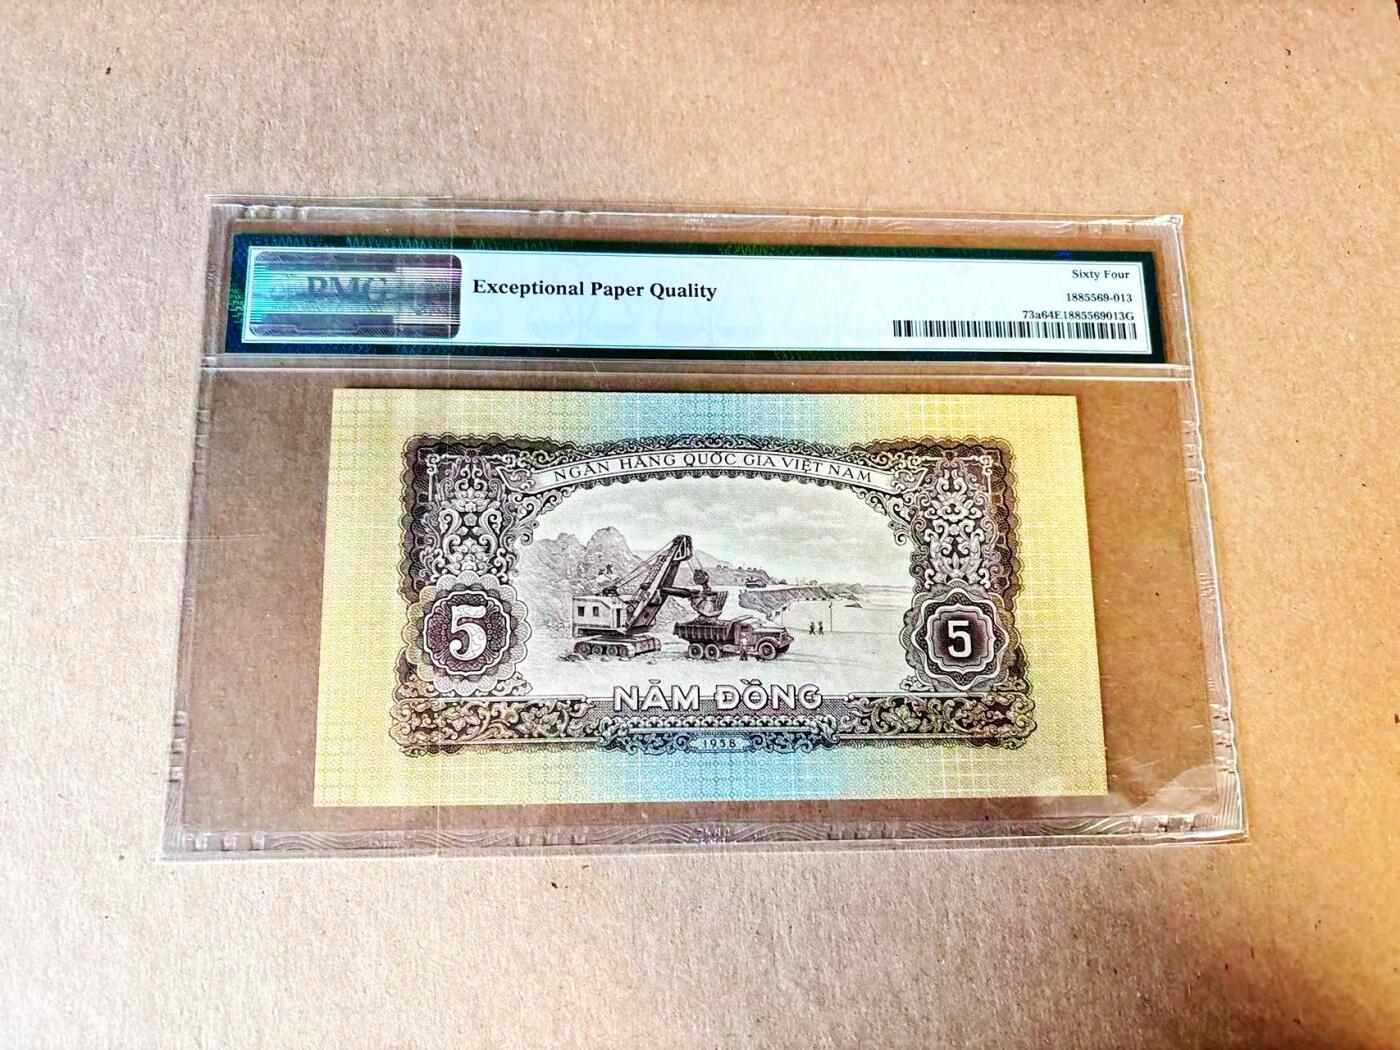 PMG
Exceptional Paper Quality
Sixty Four
1885569-013
73a64E1885569013G
NGÂN HÀNG QUỐC GIA VIỆT NAM
5
5
NĂM ĐỒNG
1958